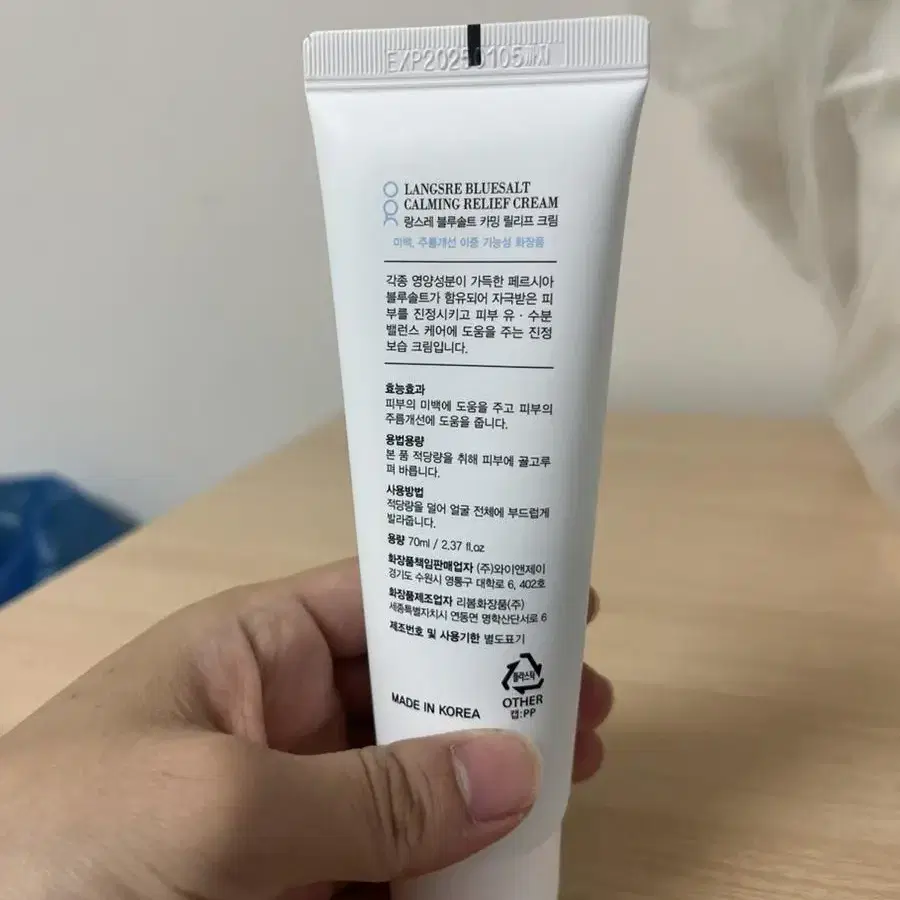 EXP20250105까지
LANGSRE BLUESALT
CALMING RELIEF CREAM
랑스레 블루솔트 카밍 릴리프 크림
미백, 주름개선 이중 기능성 화장품
각종 영양성분이 가득한 페르시아
블루솔트가 함유되어 자극받은 피
부를 진정시키고 피부 유 · 수분
밸런스 케어에 도움을 주는 진정
보습 크림입니다.
효능효과
피부의 미백에 도움을 주고 피부의
주름개선에 도움을 줍니다.
용법용량
본 품 적당량을 취해 피부에 골고루
펴 바릅니다.
사용방법
적당량을 덜어 얼굴 전체에 부드럽게
발라줍니다.
용량 70ml / 2.37 fl.oz
화장품책임판매업자 (주)와이앤제이
경기도 수원시 영통구 대학로 6, 402호
화장품제조업자 리봄화장품(주)
세종특별자치시 연동면 명학산단서로 6
제조번호 및 사용기한 별도표기
플라스틱
OTHER
캡:PP
MADE IN KOREA